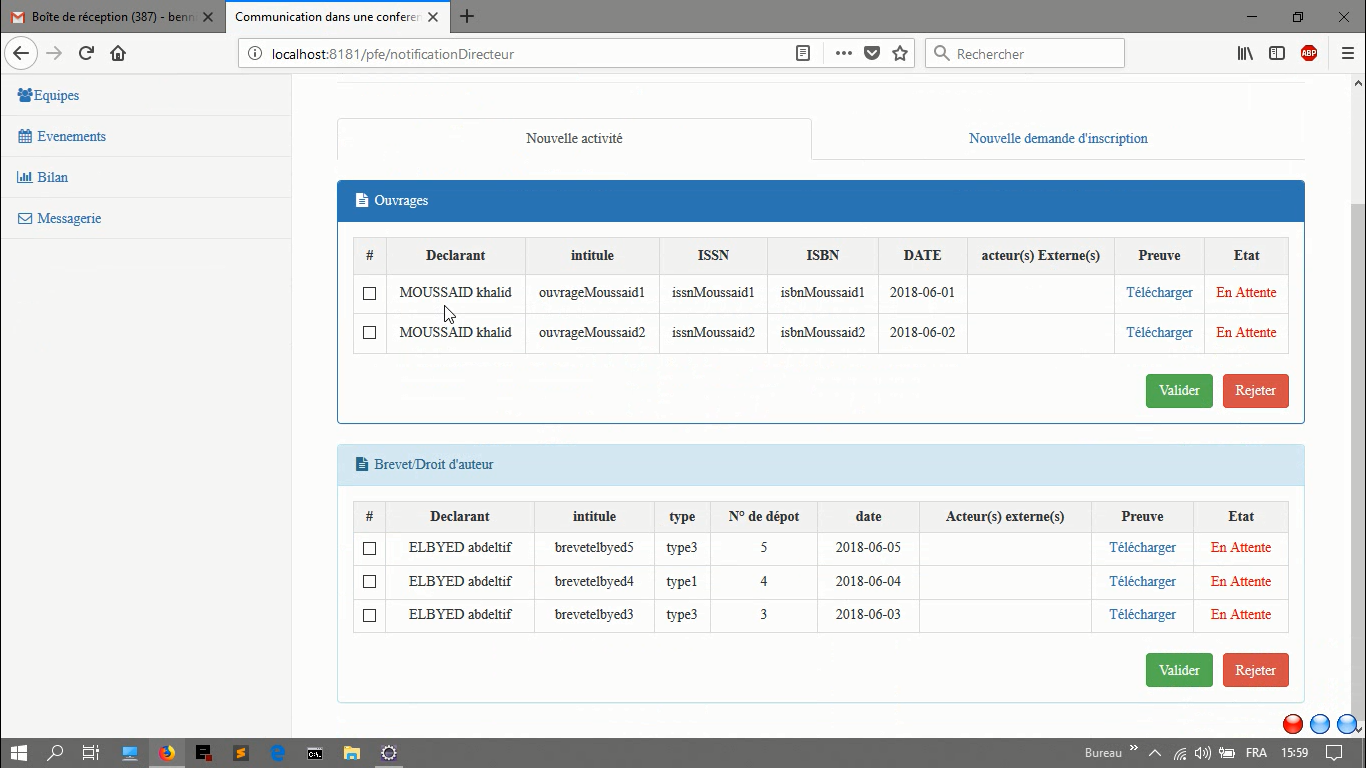 Boîte de réception (387) - benn
Communication dans une conferen
localhost:8181/pfe/notificationDirecteur
Rechercher
ABP
Equipes
Evenements
Bilan
Messagerie
Nouvelle activité
Nouvelle demande d'inscription
Ouvrages
# Declarant intitule ISSN ISBN DATE acteur(s) Externe(s) Preuve Etat
MOUSSAID khalid ouvrageMoussaid1 issnMoussaid1 isbnMoussaid1 2018-06-01 Télécharger En Attente
MOUSSAID khalid ouvrageMoussaid2 issnMoussaid2 isbnMoussaid2 2018-06-02 Télécharger En Attente
Valider Rejeter
Brevet/Droit d'auteur
# Declarant intitule type N° de dépot date Acteur(s) externe(s) Preuve Etat
ELBYED abdeltif brevetelbyed5 type3 5 2018-06-05 Télécharger En Attente
ELBYED abdeltif brevetelbyed4 type1 4 2018-06-04 Télécharger En Attente
ELBYED abdeltif brevetelbyed3 type3 3 2018-06-03 Télécharger En Attente
Valider Rejeter
Bureau FRA 15:59